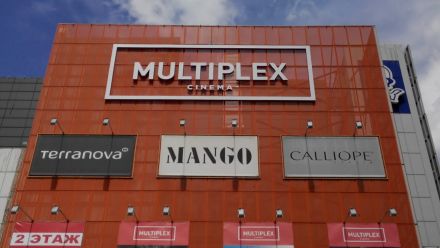 MULTIPLEX
CINEMA
TERRANOVA
MANGO
CALLIOPE
2 ЭТАЖ
MULTIPLEX
MULTIPLEX
MULTIPLEX